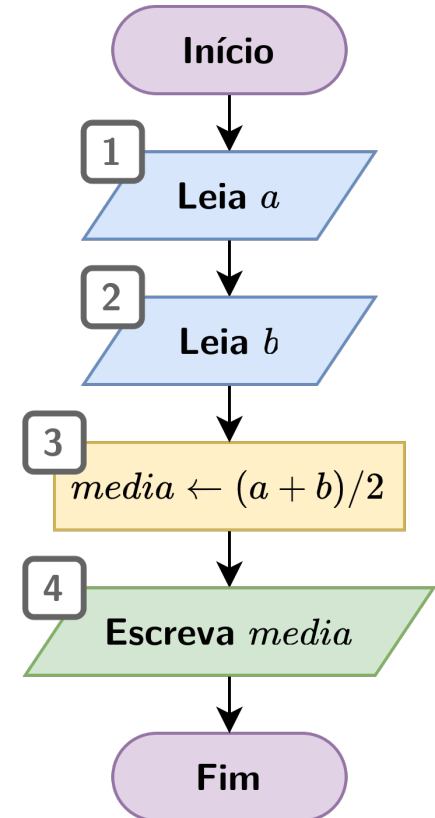 Início
1
Leia a
2
Leia b
3
media ← (a + b)/2
4
Escreva media
Fim